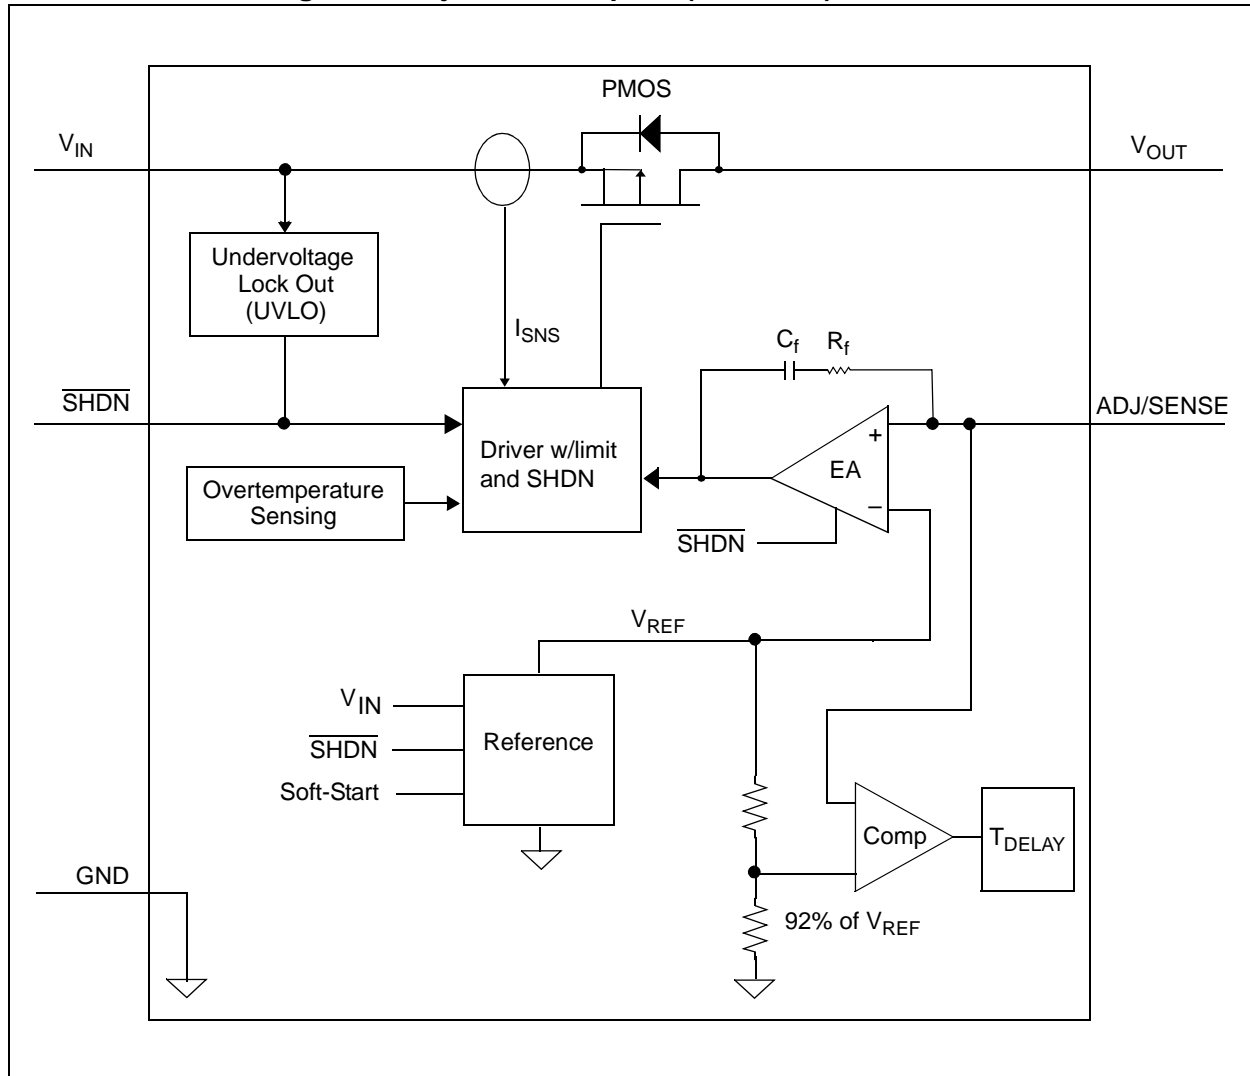 PMOS
V_IN
V_OUT
Undervoltage
Lock Out
(UVLO)
I_SNS
C_f
R_f
SHDN
ADJ/SENSE
Driver w/limit
and SHDN
+
EA
−
Overtemperature
Sensing
SHDN
V_REF
V_IN
SHDN
Soft-Start
Reference
Comp
T_DELAY
GND
92% of V_REF